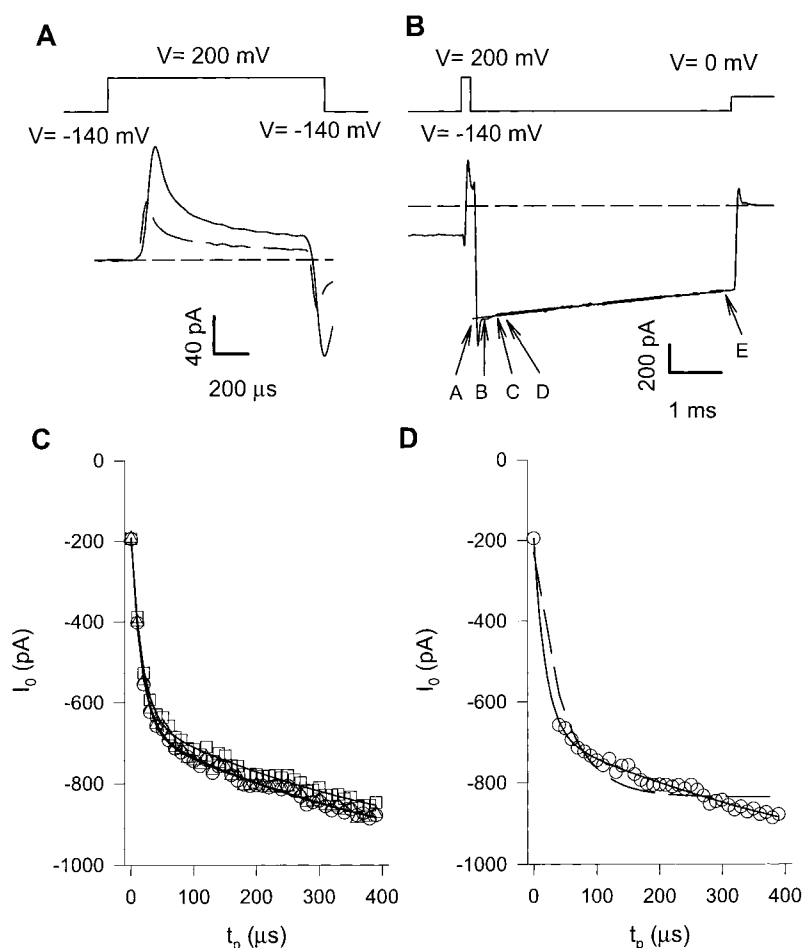 A
V= 200 mV
V= -140 mV
V= -140 mV
40 pA
200 µs
B
V= 200 mV
V= 0 mV
V= -140 mV
A
B
C
D
E
200 pA
1 ms
C
0
-200
-400
-600
-800
-1000
I0 (pA)
0
100
200
300
400
tp (µs)
D
0
-200
-400
-600
-800
-1000
I0 (pA)
0
100
200
300
400
tp (µs)